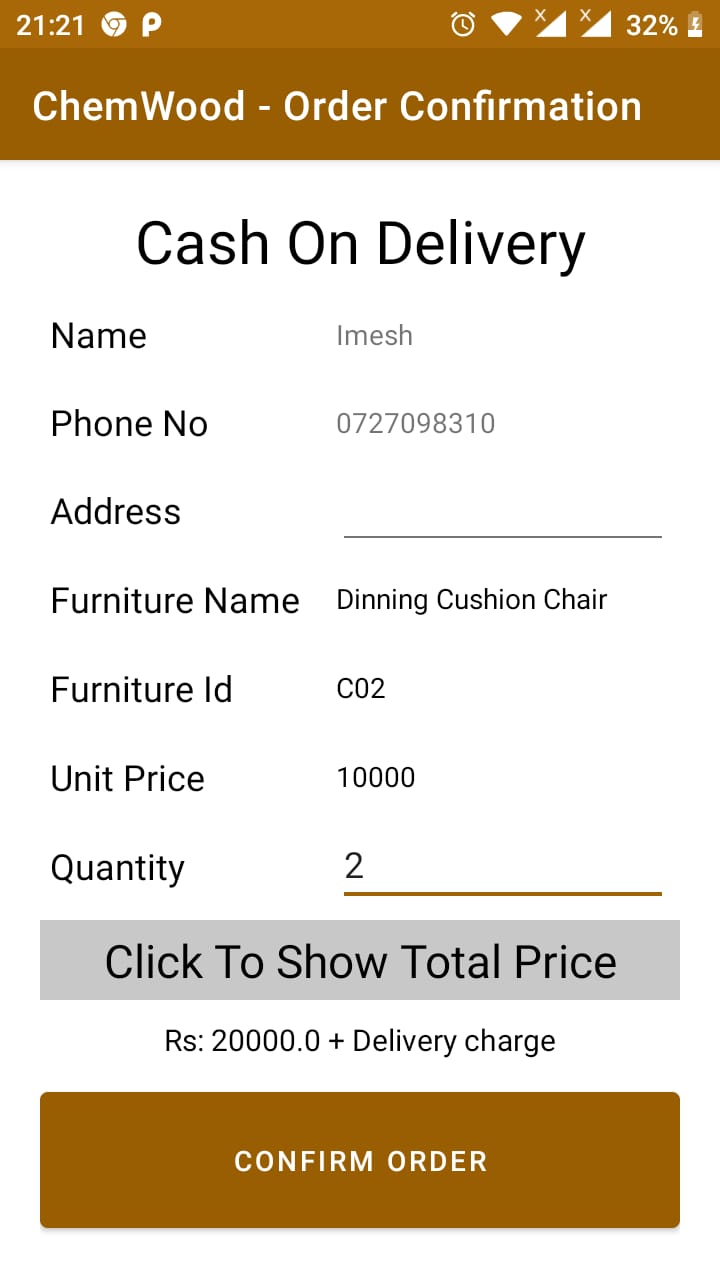 21:21 32%
ChemWood - Order Confirmation
Cash On Delivery
Name Imesh
Phone No 0727098310
Address
Furniture Name Dinning Cushion Chair
Furniture Id C02
Unit Price 10000
Quantity 2
Click To Show Total Price
Rs: 20000.0 + Delivery charge
CONFIRM ORDER